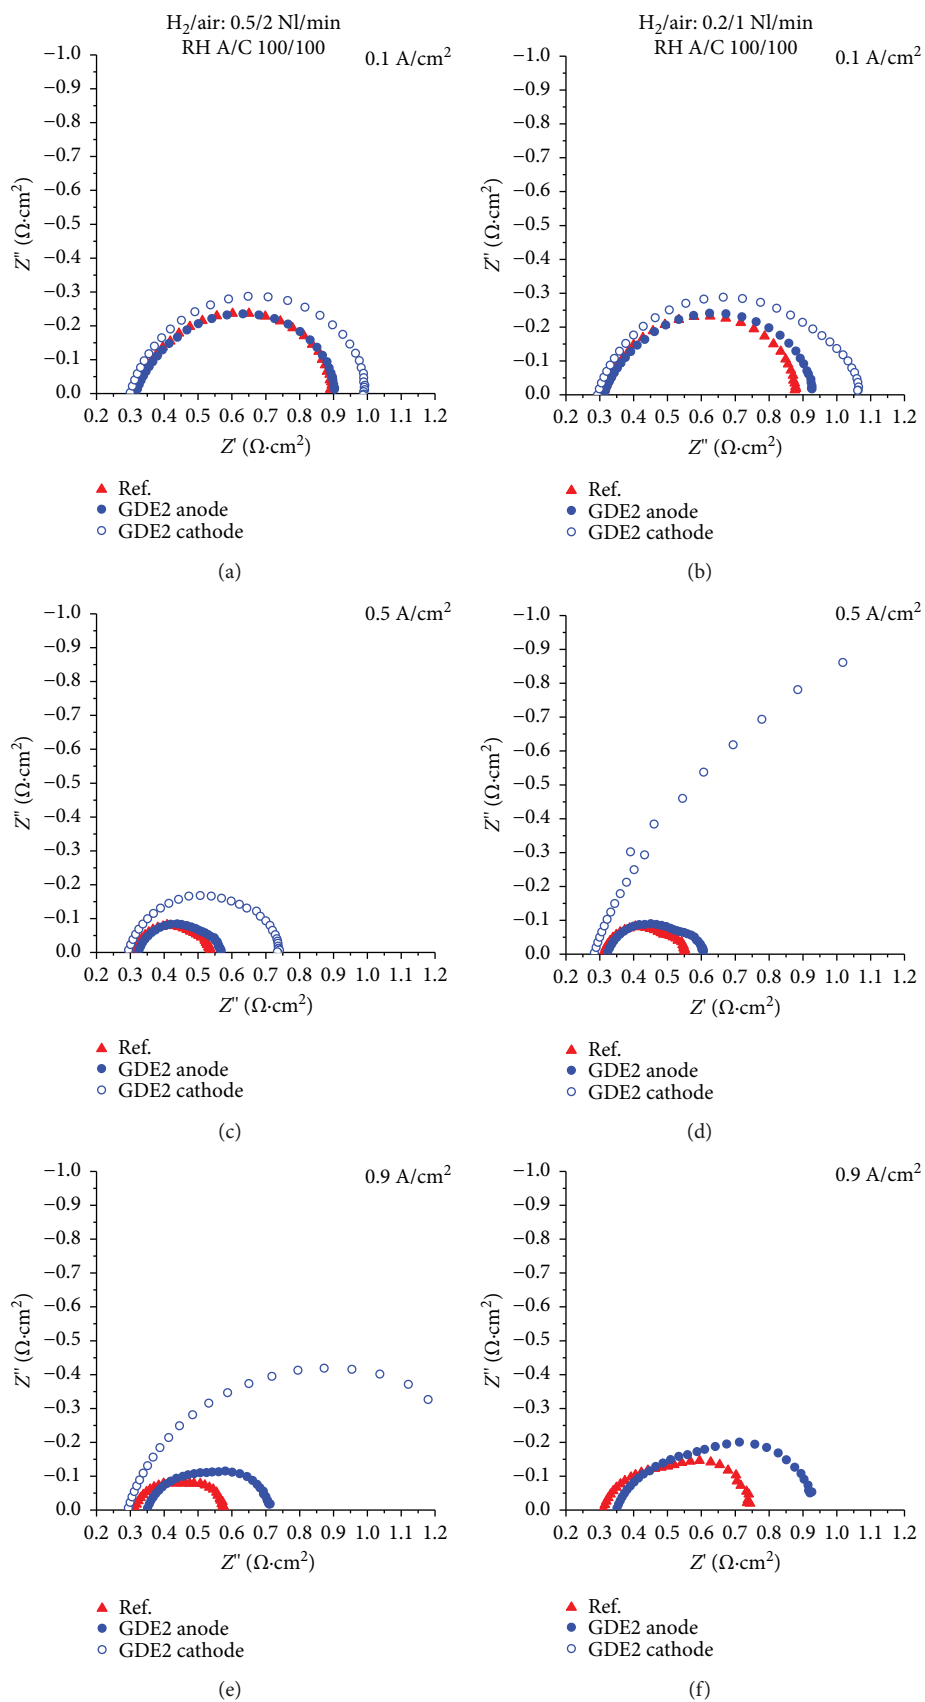 H₂/air: 0.5/2 Nl/min
RH A/C 100/100
0.1 A/cm²
−1.0
−0.9
−0.8
−0.7
−0.6
−0.5
−0.4
−0.3
−0.2
−0.1
0.0
Z″ (Ω·cm²)
0.2 0.3 0.4 0.5 0.6 0.7 0.8 0.9 1.0 1.1 1.2
Z′ (Ω·cm²)
Ref.
GDE2 anode
GDE2 cathode
(a)
H₂/air: 0.2/1 Nl/min
RH A/C 100/100
0.1 A/cm²
−1.0
−0.9
−0.8
−0.7
−0.6
−0.5
−0.4
−0.3
−0.2
−0.1
0.0
Z″ (Ω·cm²)
0.2 0.3 0.4 0.5 0.6 0.7 0.8 0.9 1.0 1.1 1.2
Z″ (Ω·cm²)
Ref.
GDE2 anode
GDE2 cathode
(b)
0.5 A/cm²
−1.0
−0.9
−0.8
−0.7
−0.6
−0.5
−0.4
−0.3
−0.2
−0.1
0.0
Z″ (Ω·cm²)
0.2 0.3 0.4 0.5 0.6 0.7 0.8 0.9 1.0 1.1 1.2
Z″ (Ω·cm²)
Ref.
GDE2 anode
GDE2 cathode
(c)
0.5 A/cm²
−1.0
−0.9
−0.8
−0.7
−0.6
−0.5
−0.4
−0.3
−0.2
−0.1
0.0
Z″ (Ω·cm²)
0.2 0.3 0.4 0.5 0.6 0.7 0.8 0.9 1.0 1.1 1.2
Z′ (Ω·cm²)
Ref.
GDE2 anode
GDE2 cathode
(d)
0.9 A/cm²
−1.0
−0.9
−0.8
−0.7
−0.6
−0.5
−0.4
−0.3
−0.2
−0.1
0.0
Z″ (Ω·cm²)
0.2 0.3 0.4 0.5 0.6 0.7 0.8 0.9 1.0 1.1 1.2
Z″ (Ω·cm²)
Ref.
GDE2 anode
GDE2 cathode
(e)
0.9 A/cm²
−1.0
−0.9
−0.8
−0.7
−0.6
−0.5
−0.4
−0.3
−0.2
−0.1
0.0
Z″ (Ω·cm²)
0.2 0.3 0.4 0.5 0.6 0.7 0.8 0.9 1.0 1.1 1.2
Z′ (Ω·cm²)
Ref.
GDE2 anode
GDE2 cathode
(f)